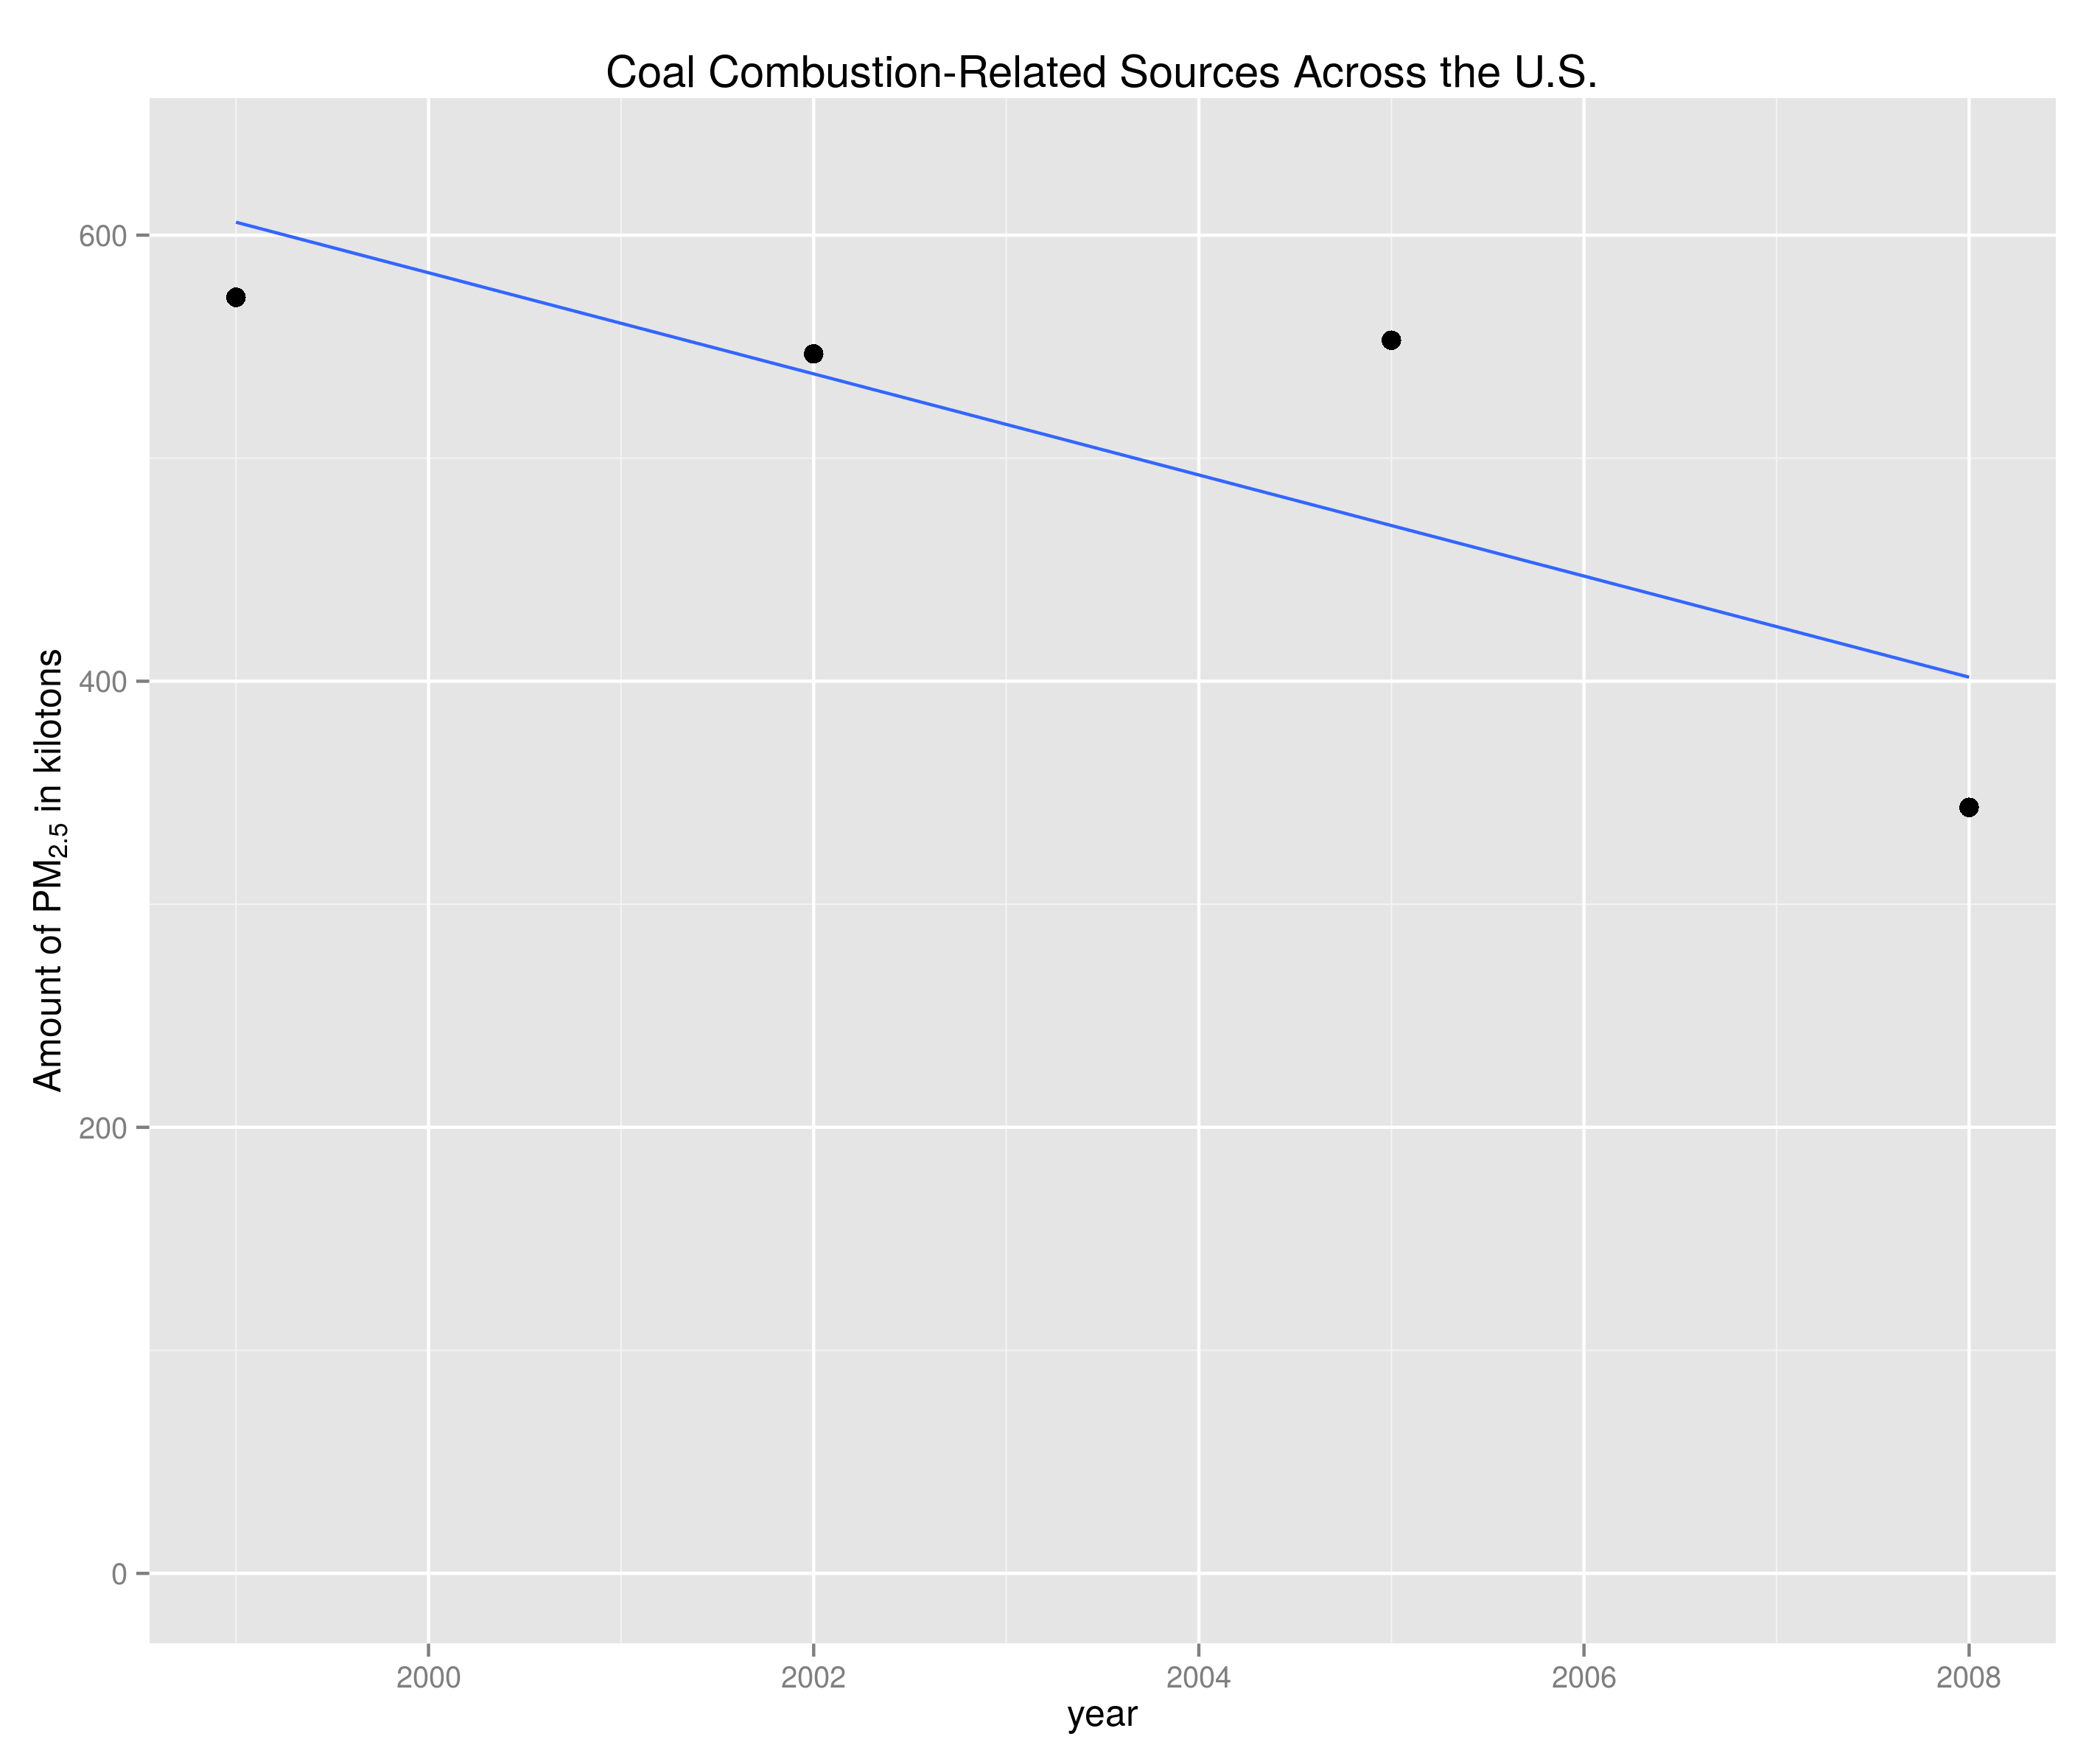 Coal Combustion-Related Sources Across the U.S.
Amount of PM2.5 in kilotons
600
400
200
0
2000 2002 2004 2006 2008
year